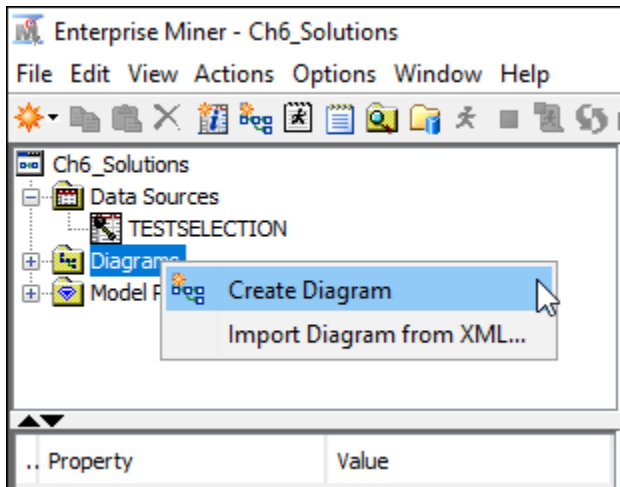 Enterprise Miner - Ch6_Solutions
File Edit View Actions Options Window Help
Ch6_Solutions
Data Sources
TESTSELECTION
Diagrams
Create Diagram
Model P
Import Diagram from XML...
.. Property Value